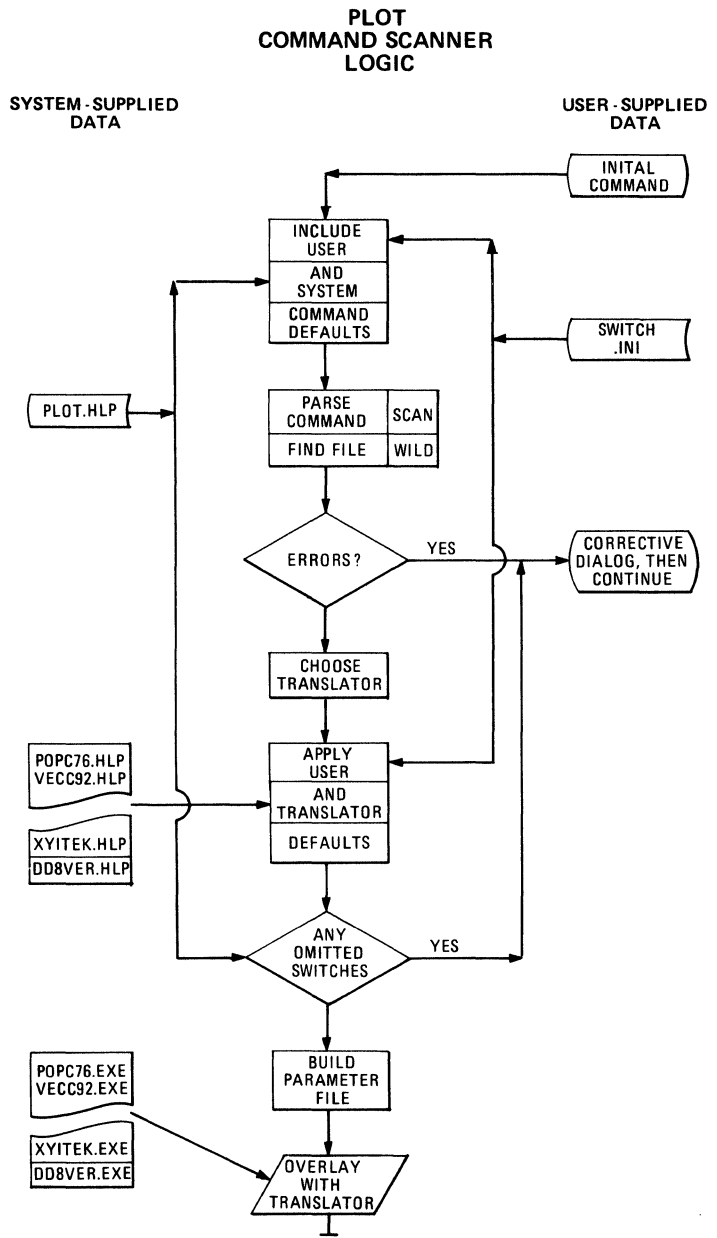 PLOT
COMMAND SCANNER
LOGIC
SYSTEM-SUPPLIED
DATA
USER-SUPPLIED
DATA
INITAL
COMMAND
INCLUDE
USER
AND
SYSTEM
COMMAND
DEFAULTS
SWITCH
.INI
PLOT.HLP
PARSE
COMMAND
SCAN
FIND FILE
WILD
ERRORS?
YES
CORRECTIVE
DIALOG, THEN
CONTINUE
CHOOSE
TRANSLATOR
POPC76.HLP
VECC92.HLP
XYITEK.HLP
DD8VER.HLP
APPLY
USER
AND
TRANSLATOR
DEFAULTS
ANY
OMITTED
SWITCHES
YES
BUILD
PARAMETER
FILE
POPC76.EXE
VECC92.EXE
XYITEK.EXE
DD8VER.EXE
OVERLAY
WITH
TRANSLATOR